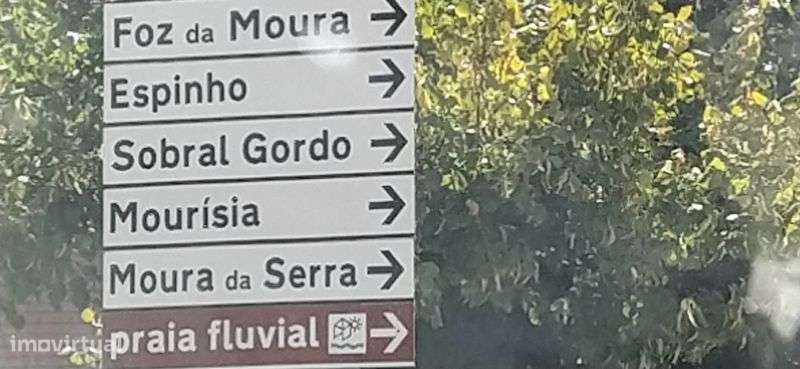 Foz da Moura
Espinho
Sobral Gordo
Mourísia
Moura da Serra
praia fluvial
imovirtual